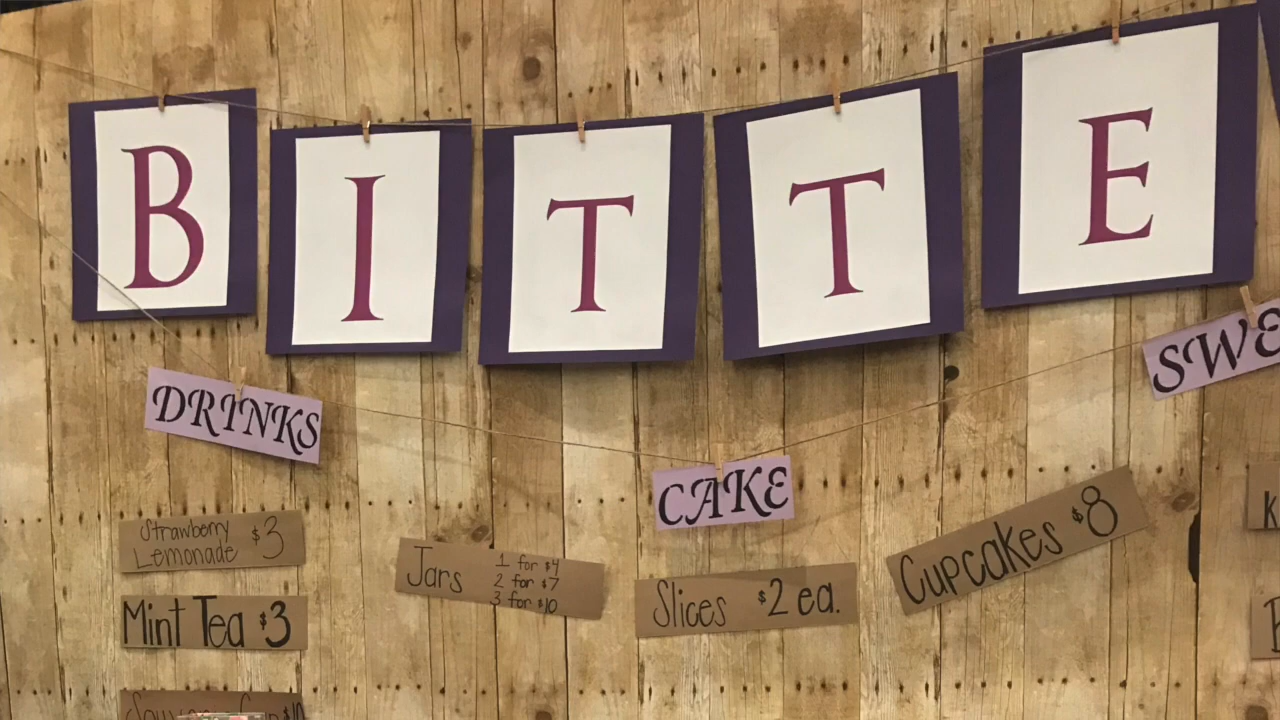 BITTE
DRINKS
Strawberry
Lemonade $3
Mint Tea $3
Jars
1 for $4
2 for $7
3 for $10
CAKE
Slices $2 ea.
Cupcakes $8
SWE
K